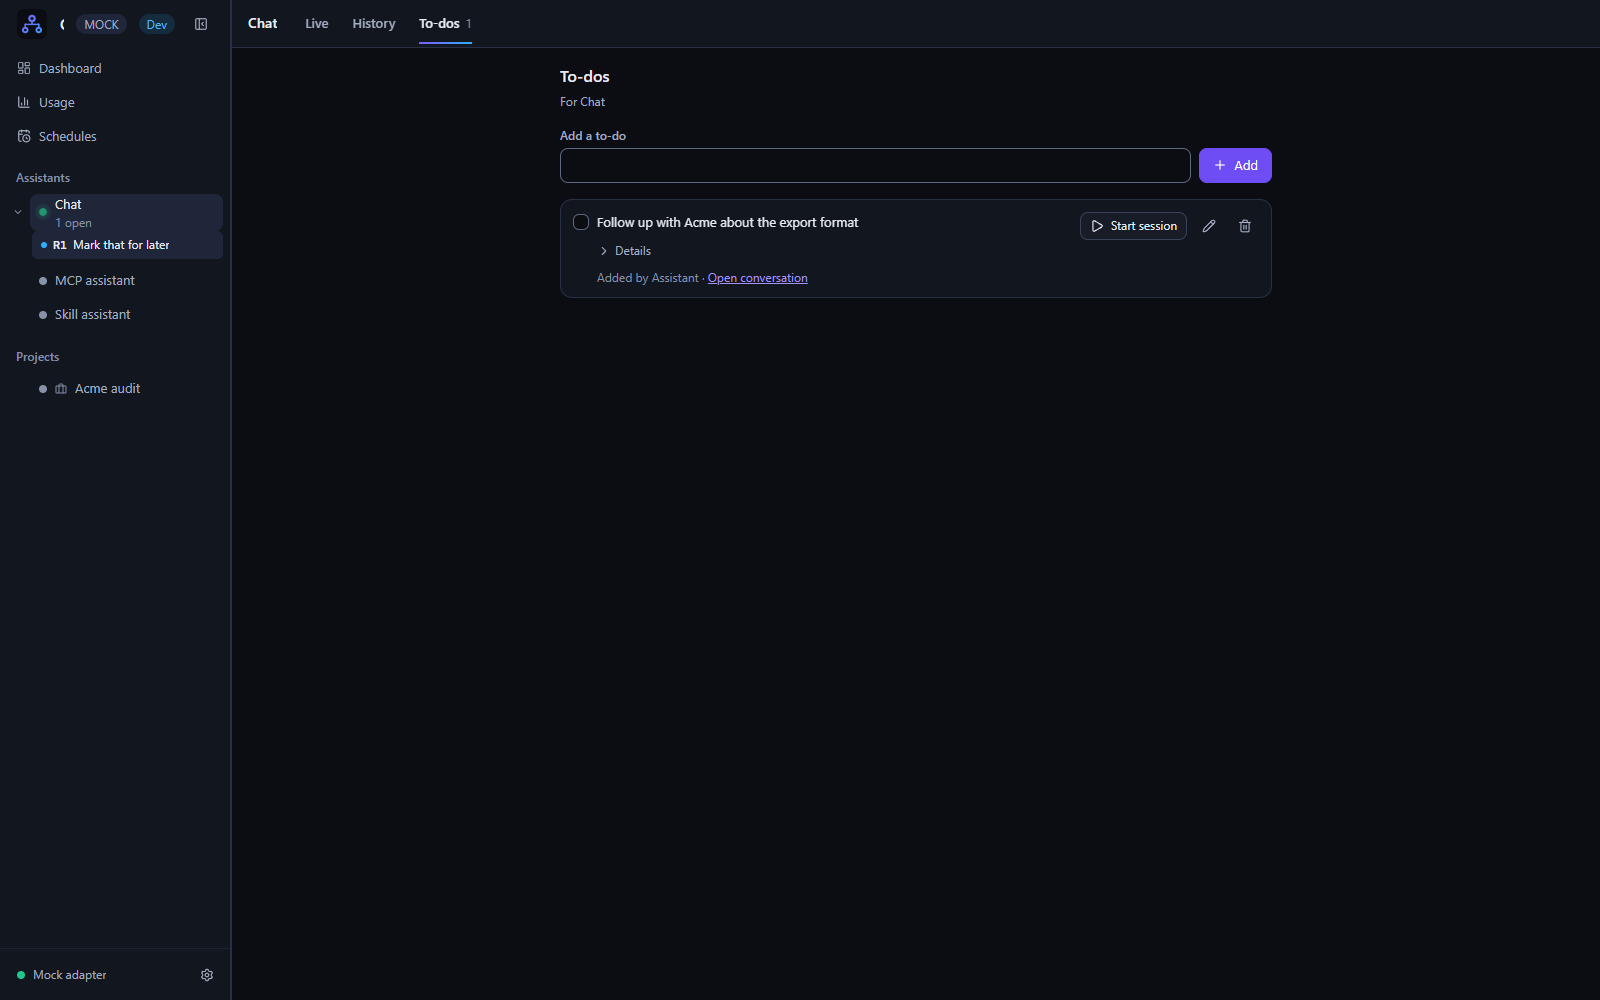 MOCK
Dev
Dashboard
Usage
Schedules
Assistants
Chat
1 open
R1 Mark that for later
MCP assistant
Skill assistant
Projects
Acme audit
Mock adapter
Chat
Live
History
To-dos 1
To-dos
For Chat
Add a to-do
Add
Follow up with Acme about the export format
Start session
Details
Added by Assistant · Open conversation